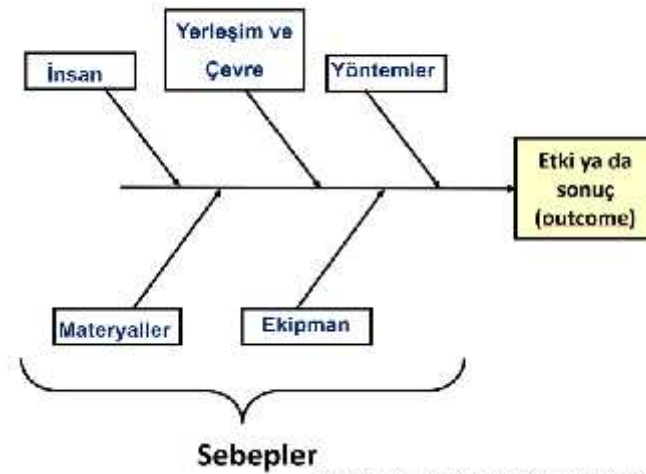 Yerleşim ve
Çevre
İnsan
Yöntemler
Etki ya da
sonuç
(outcome)
Materyaller
Ekipman
Sebepler